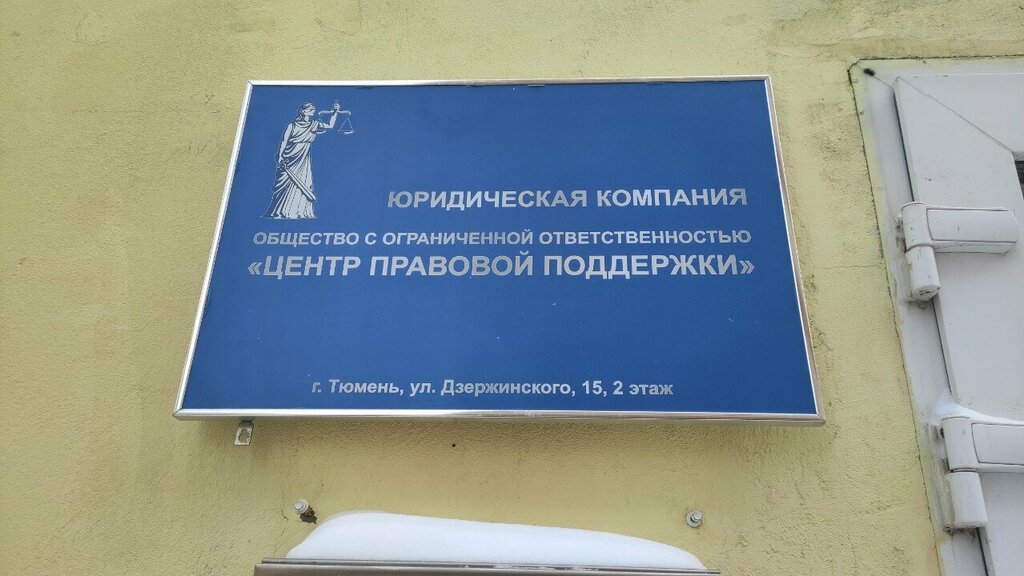 ЮРИДИЧЕСКАЯ КОМПАНИЯ
ОБЩЕСТВО С ОГРАНИЧЕННОЙ ОТВЕТСТВЕННОСТЬЮ
«ЦЕНТР ПРАВОВОЙ ПОДДЕРЖКИ»
г. Тюмень, ул. Дзержинского, 15, 2 этаж